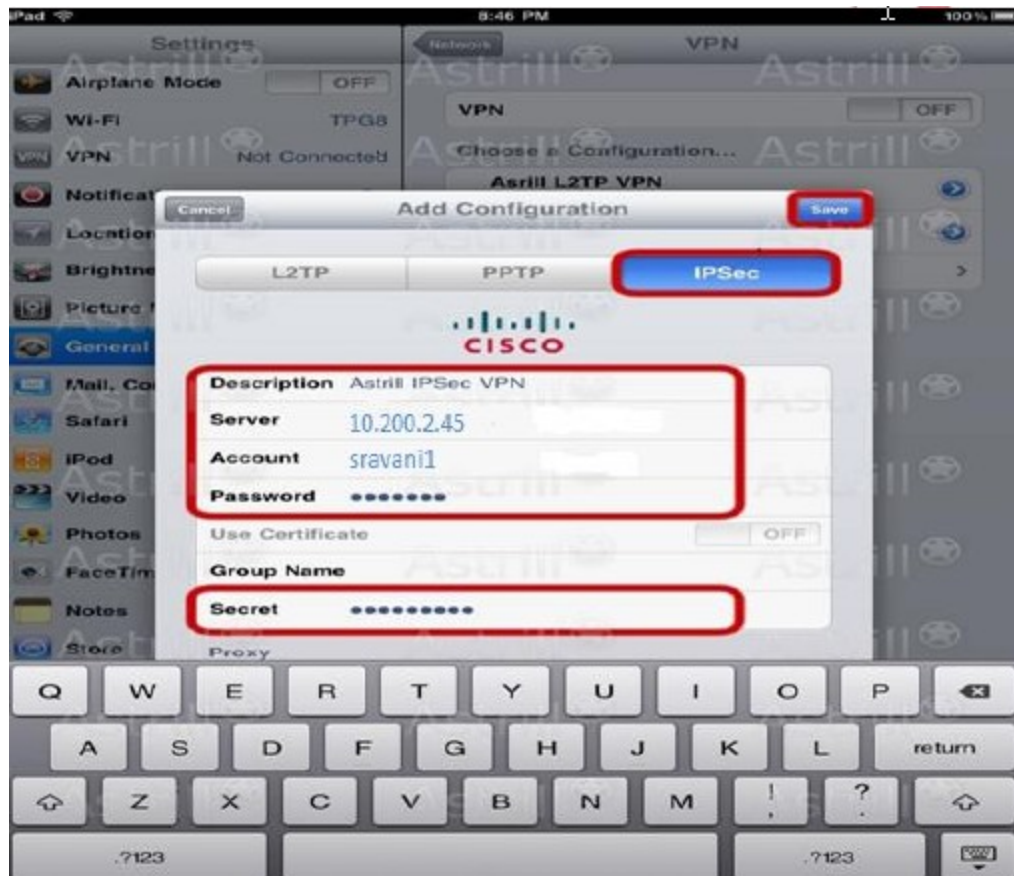 iPad 8:46 PM 100%
Settings Network VPN
Airplane Mode OFF
VPN OFF
Wi-Fi TPG8
VPN Not Connected
Choose a Configuration...
Asrill L2TP VPN
Notificat
Cancel Add Configuration Save
Location
Brightne
L2TP PPTP IPSec
Picture
CISCO
General
Mail, Co
Description Astrill IPSec VPN
Safari
Server 10.200.2.45
iPod
Account sravani1
Video
Password •••••••
Photos
Use Certificate OFF
FaceTim
Group Name
Notes
Secret •••••••••
Store
Proxy
Q W E R T Y U I O P
A S D F G H J K L return
Z X C V B N M ! , ? .
.?123 .?123
Astrill